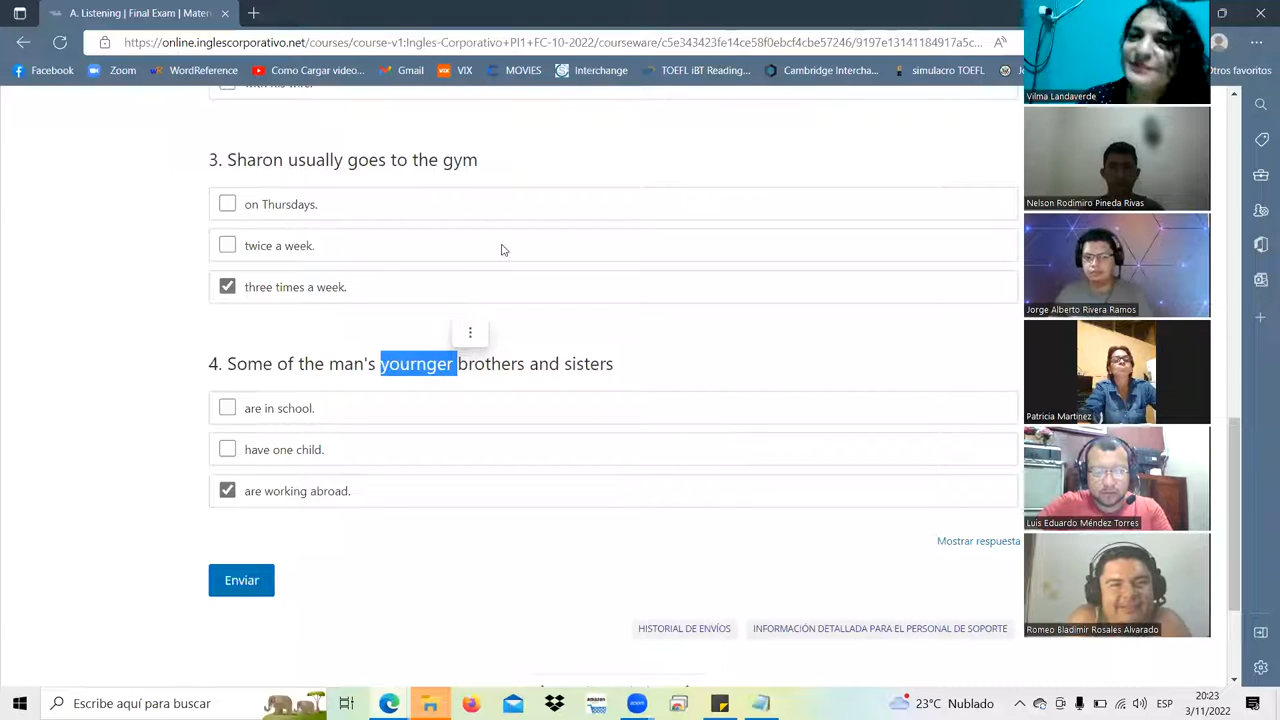 A. Listening | Final Exam | Mater
https://online.inglescorporativo.net/courses/course-v1:Ingles-Corporativo+PI1+FC-10-2022/courseware/c5e343423fe14ce58f0ebcf4cbe57246/9197e13141184917a5c...
Facebook Zoom WordReference Como Cargar video... Gmail VIX YOVIES Interchange TOEFL iBT Reading... Cambridge Intercha... simulacro TOEFL Otros favoritos
Vilma Landaverde
3. Sharon usually goes to the gym
on Thursdays.
twice a week.
three times a week.
Nelson Rodimiro Pineda Rivas
Jorge Alberto Rivera Ramos
4. Some of the man's yournger brothers and sisters
are in school.
have one child.
are working abroad.
Patricia Martinez
Luis Eduardo Méndez Torres
Mostrar respuesta
Enviar
HISTORIAL DE ENVÍOS INFORMACIÓN DETALLADA PARA EL PERSONAL DE SOPORTE
Romeo Bladimir Rosales Alvarado
Escribe aquí para buscar
amazon
zoom
23°C Nublado
ESP
20:23
3/11/2022